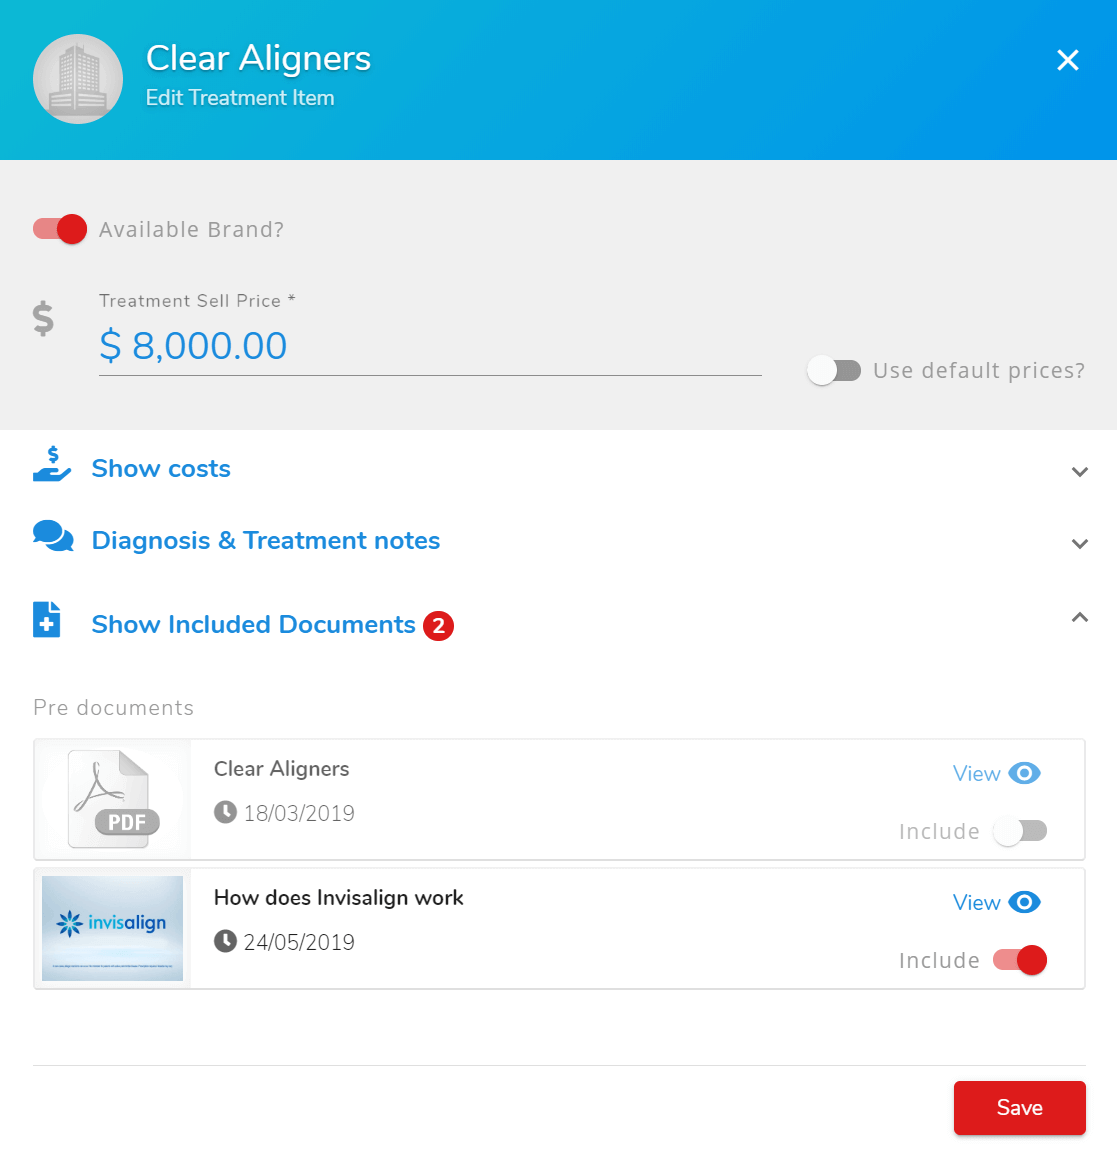 Clear Aligners
Edit Treatment Item
Available Brand?
Treatment Sell Price *
$ 8,000.00
Use default prices?
Show costs
Diagnosis & Treatment notes
Show Included Documents 2
Pre documents
Clear Aligners
View
PDF
18/03/2019
Include
How does Invisalign work
View
invisalign
24/05/2019
Include
Save